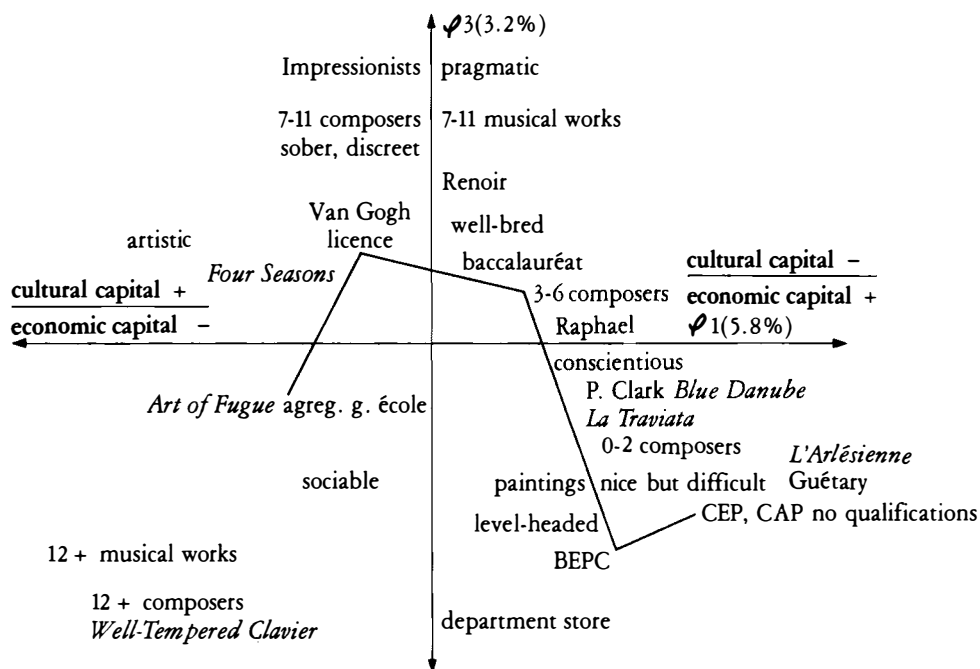 φ3(3.2%)
Impressionists pragmatic
7-11 composers 7-11 musical works
sober, discreet
Renoir
Van Gogh
well-bred
artistic licence
baccalauréat
Four Seasons
cultural capital + cultural capital −
3-6 composers
economic capital − economic capital +
Raphael φ1(5.8%)
conscientious
P. Clark Blue Danube
Art of Fugue agreg. g. école
La Traviata
0-2 composers
L'Arlésienne
sociable paintings nice but difficult Guétary
CEP, CAP no qualifications
level-headed
12 + musical works BEPC
12 + composers
department store
Well-Tempered Clavier